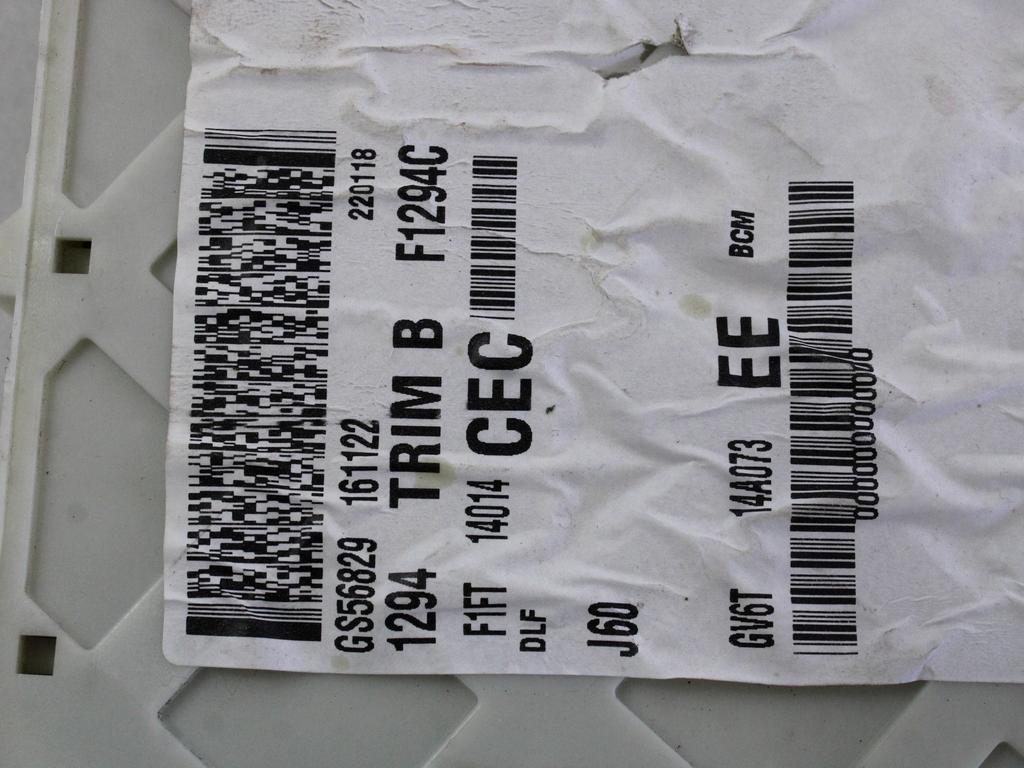 GS56829 161122 220118
1294 TRIM B F1294C
F1FT 14014 CEC
DLF
J60
GV6T 14A073 EE BCM